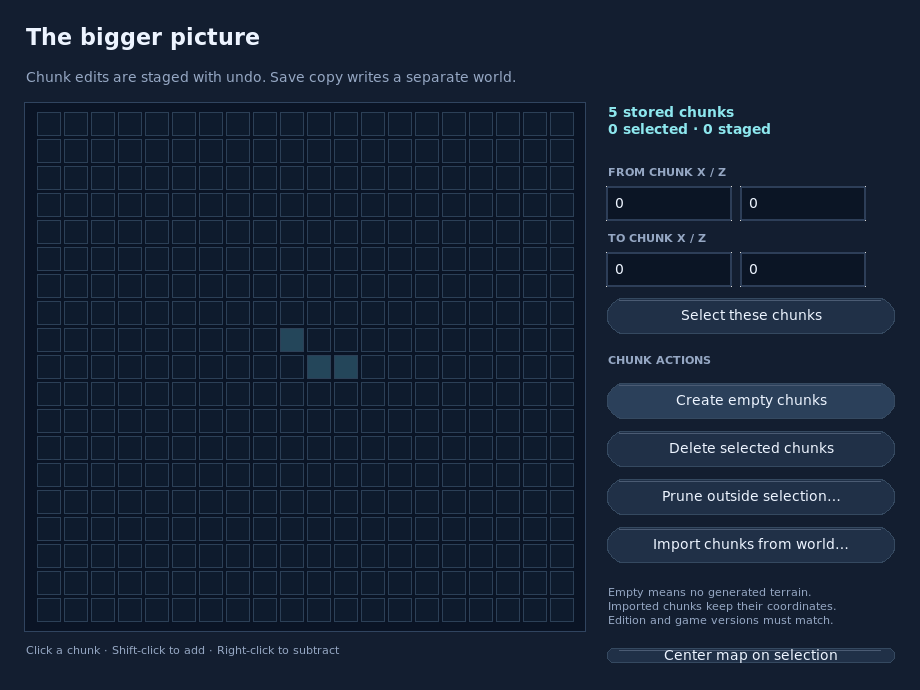 The bigger picture
Chunk edits are staged with undo. Save copy writes a separate world.
5 stored chunks
0 selected · 0 staged
FROM CHUNK X / Z
0 0
TO CHUNK X / Z
0 0
Select these chunks
CHUNK ACTIONS
Create empty chunks
Delete selected chunks
Prune outside selection…
Import chunks from world…
Empty means no generated terrain.
Imported chunks keep their coordinates.
Edition and game versions must match.
Click a chunk · Shift-click to add · Right-click to subtract
Center map on selection